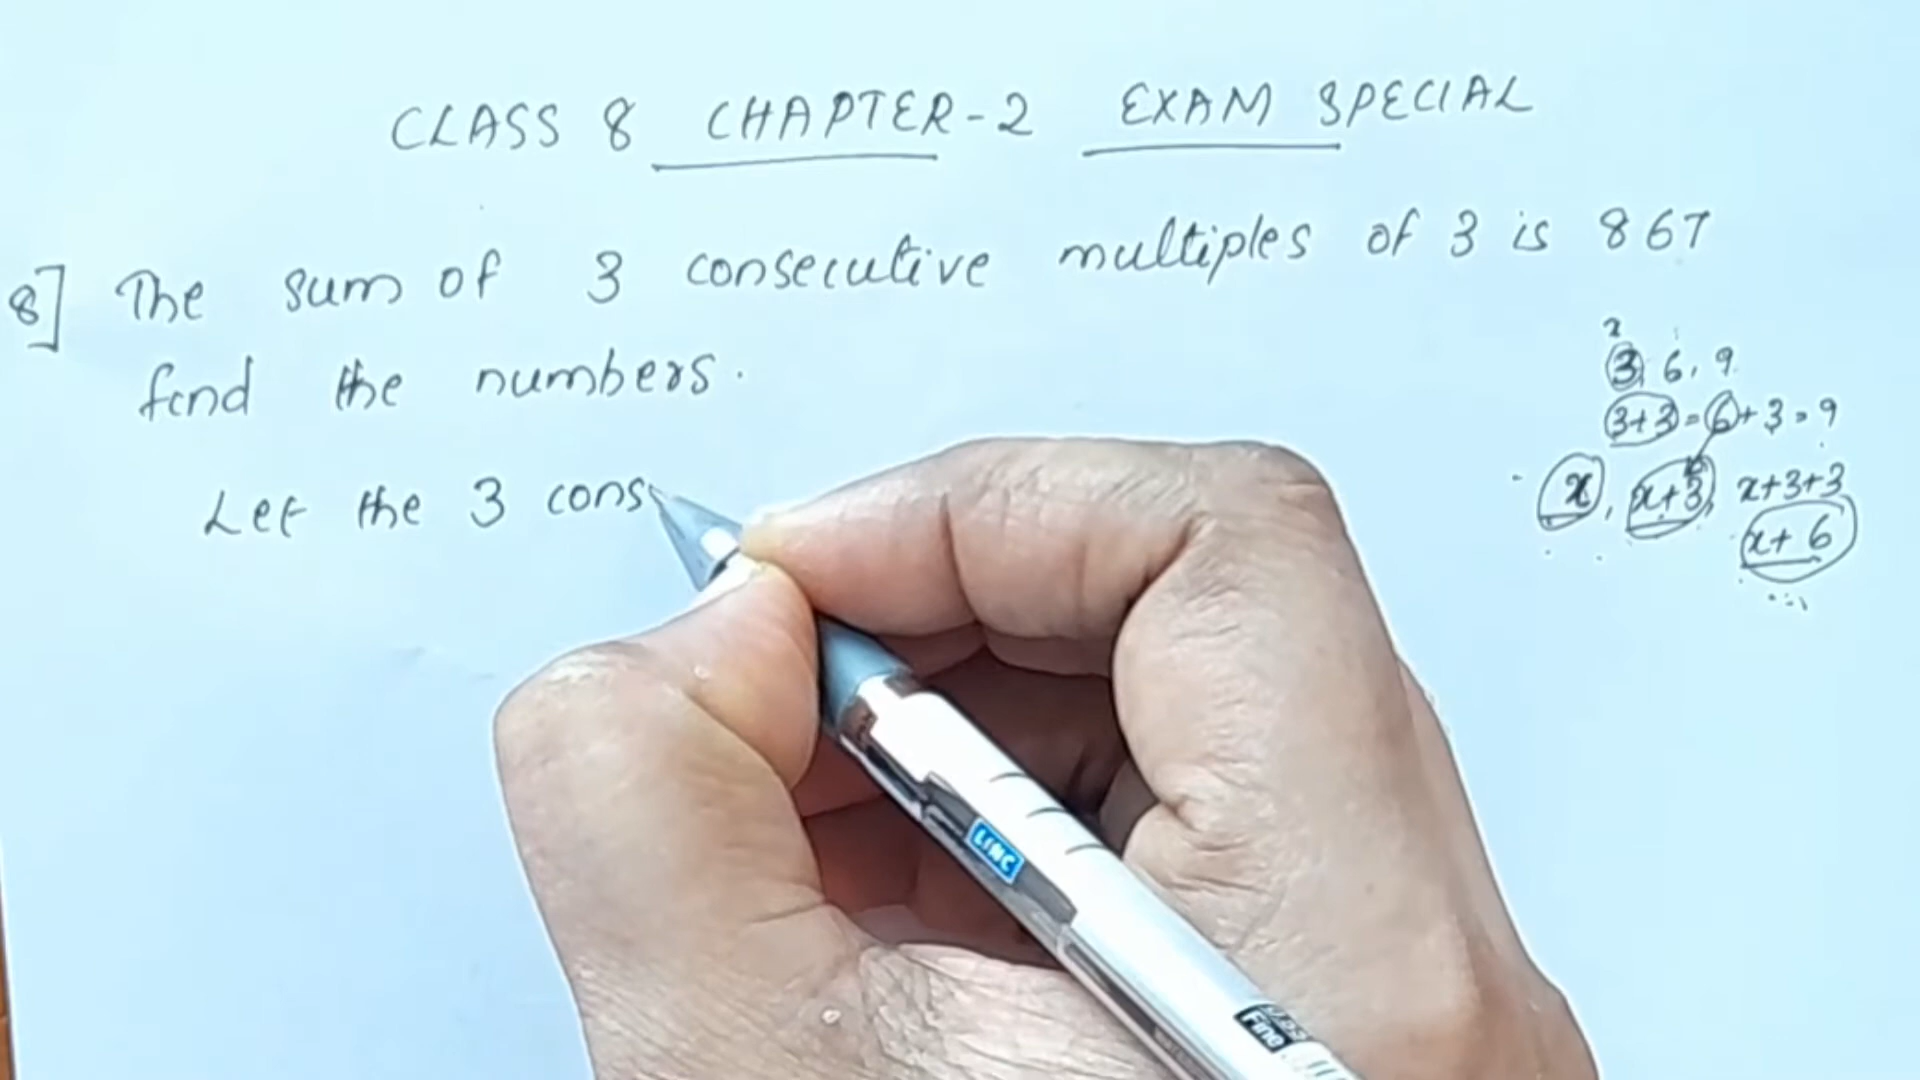 CLASS 8 CHAPTER-2 EXAM SPECIAL
8] The sum of 3 consecutive multiples of 3 is 867
find the numbers.
x
3, 6, 9
3+3=6+3=9
x, x+3, x+3+3
x+6
Let the 3 cons
LINC
Fine